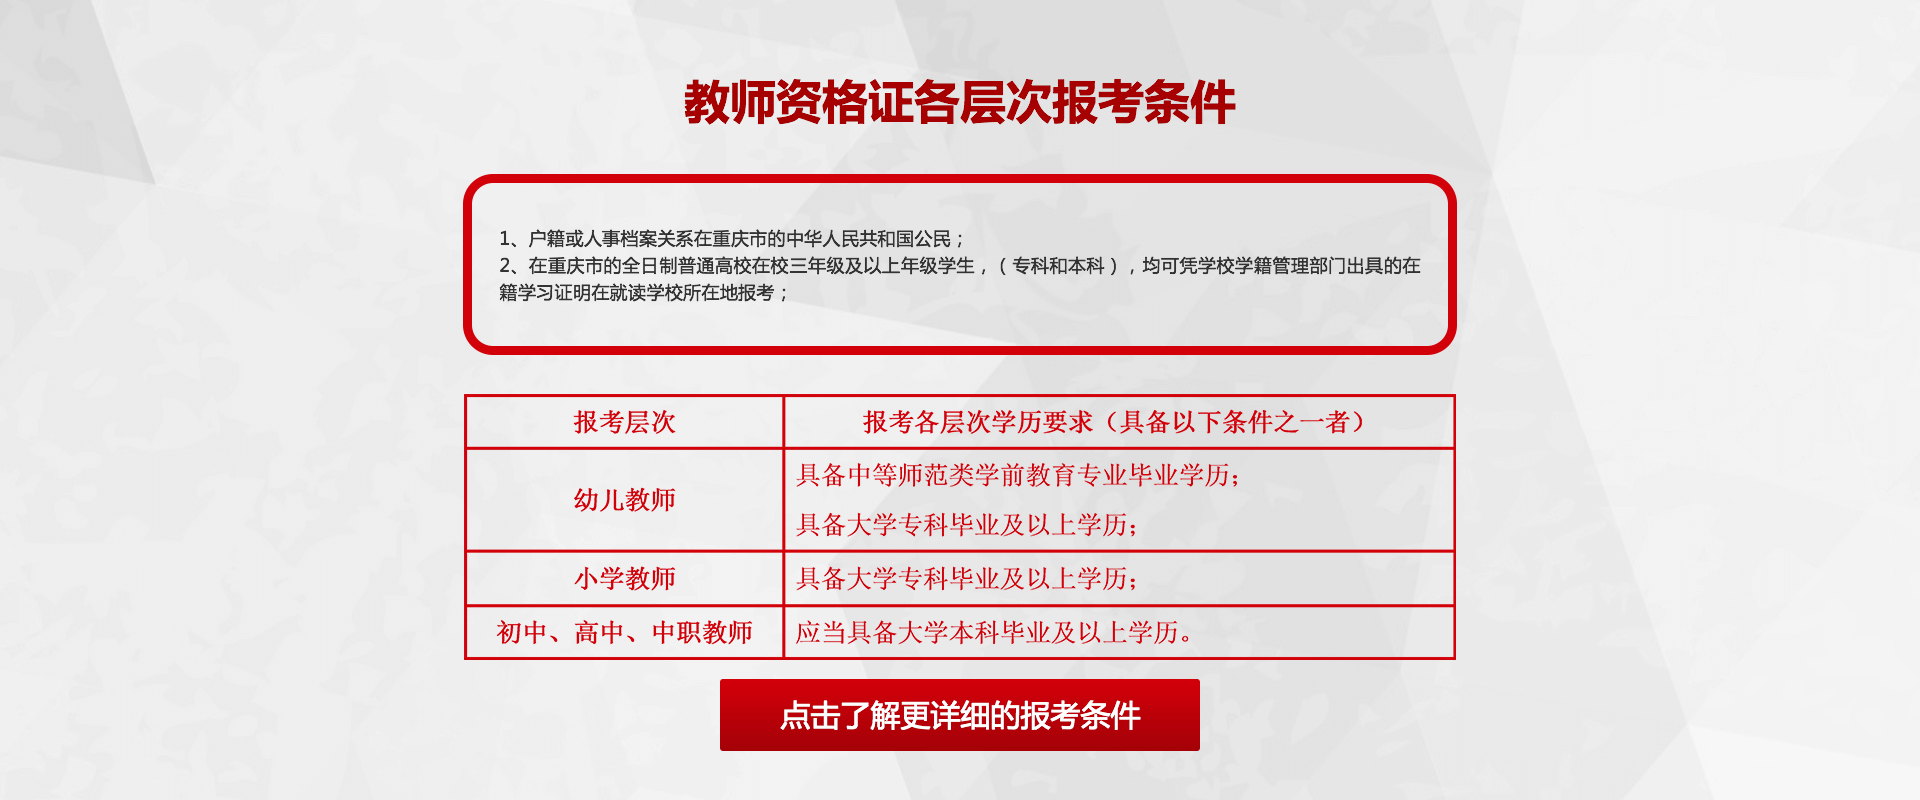 教师资格证各层次报考条件
1、户籍或人事档案关系在重庆市的中华人民共和国公民；
2、在重庆市的全日制普通高校在校三年级及以上年级学生，（专科和本科），均可凭学校学籍管理部门出具的在
籍学习证明在就读学校所在地报考；
报考层次
报考各层次学历要求（具备以下条件之一者）
幼儿教师
具备中等师范类学前教育专业毕业学历；
具备大学专科毕业及以上学历；
小学教师
具备大学专科毕业及以上学历；
初中、高中、中职教师
应当具备大学本科毕业及以上学历。
点击了解更详细的报考条件